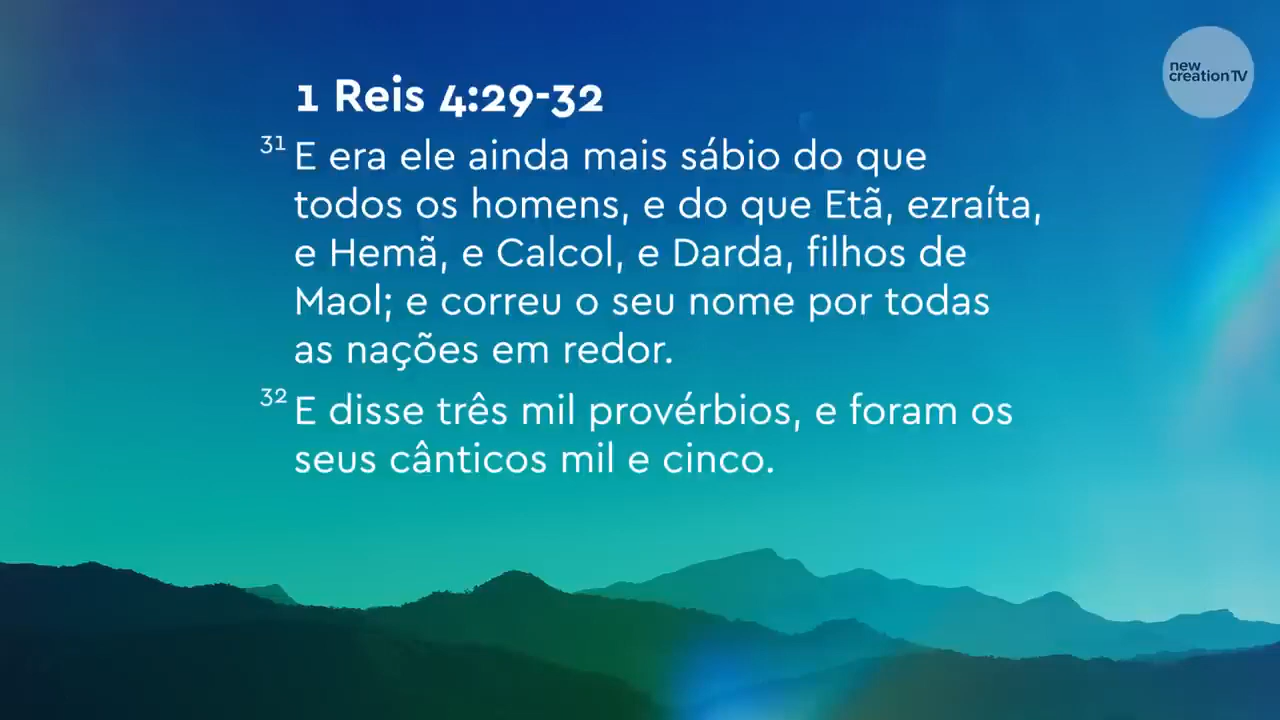 new
creation TV
1 Reis 4:29-32
31 E era ele ainda mais sábio do que
todos os homens, e do que Etã, ezraíta,
e Hemã, e Calcol, e Darda, filhos de
Maol; e correu o seu nome por todas
as nações em redor.
32 E disse três mil provérbios, e foram os
seus cânticos mil e cinco.